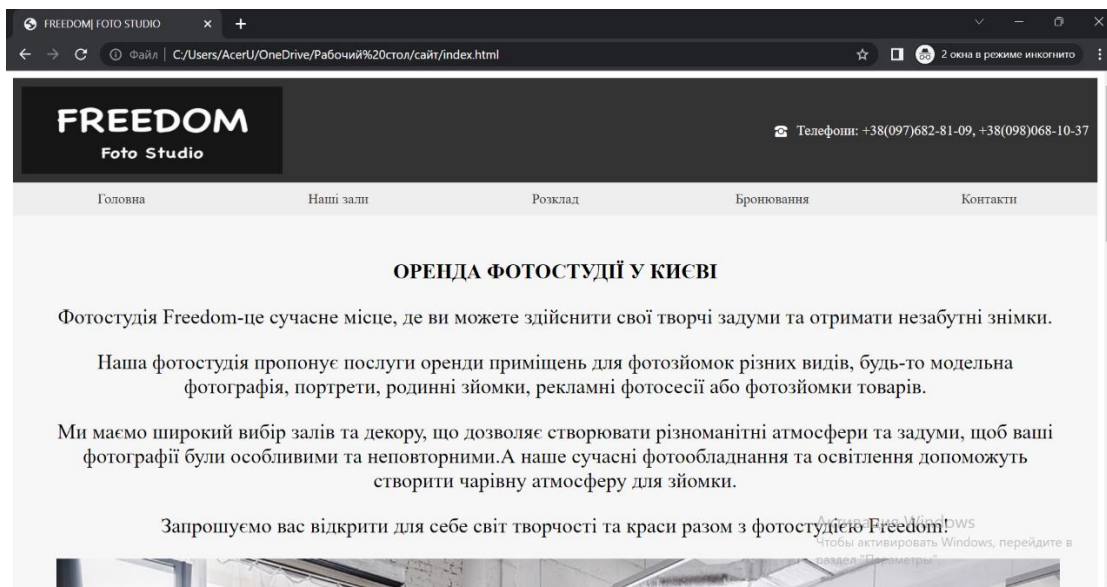 FREEDOM| FOTO STUDIO
Файл | C:/Users/AcerU/OneDrive/Рабочий%20стол/сайт/index.html
2 окна в режиме инкогнито
FREEDOM
Foto Studio
Телефони: +38(097)682-81-09, +38(098)068-10-37
Головна Наші зали Розклад Бронювання Контакти
ОРЕНДА ФОТОСТУДІЇ У КИЄВІ
Фотостудія Freedom-це сучасне місце, де ви можете здійснити свої творчі задуми та отримати незабутні знімки.
Наша фотостудія пропонує послуги оренди приміщень для фотозйомок різних видів, будь-то модельна
фотографія, портрети, родинні зйомки, рекламні фотосесії або фотозйомки товарів.
Ми маємо широкий вибір залів та декору, що дозволяє створювати різноманітні атмосфери та задуми, щоб ваші
фотографії були особливими та неповторними.А наше сучасні фотообладнання та освітлення допоможуть
створити чарівну атмосферу для зйомки.
Запрошуємо вас відкрити для себе світ творчості та краси разом з фотостудією Freedom!
Активация Windows
Чтобы активировать Windows, перейдите в
раздел "Параметры".